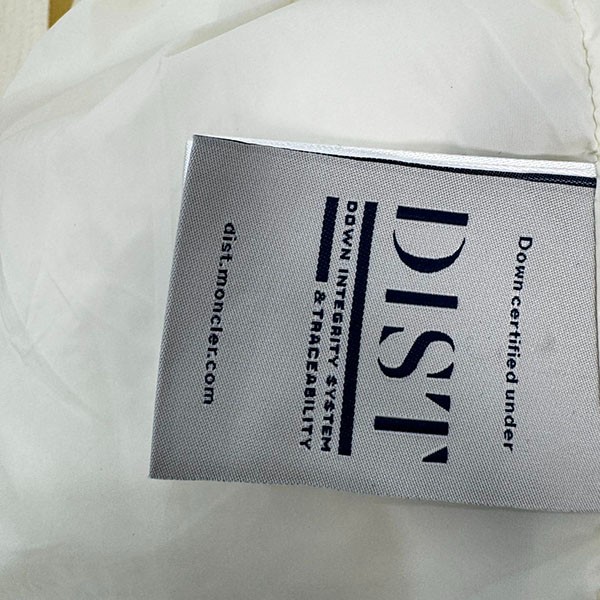 Down certified under
DIST
DOWN INTEGRITY SYSTEM
& TRACEABILITY
dist.moncler.com